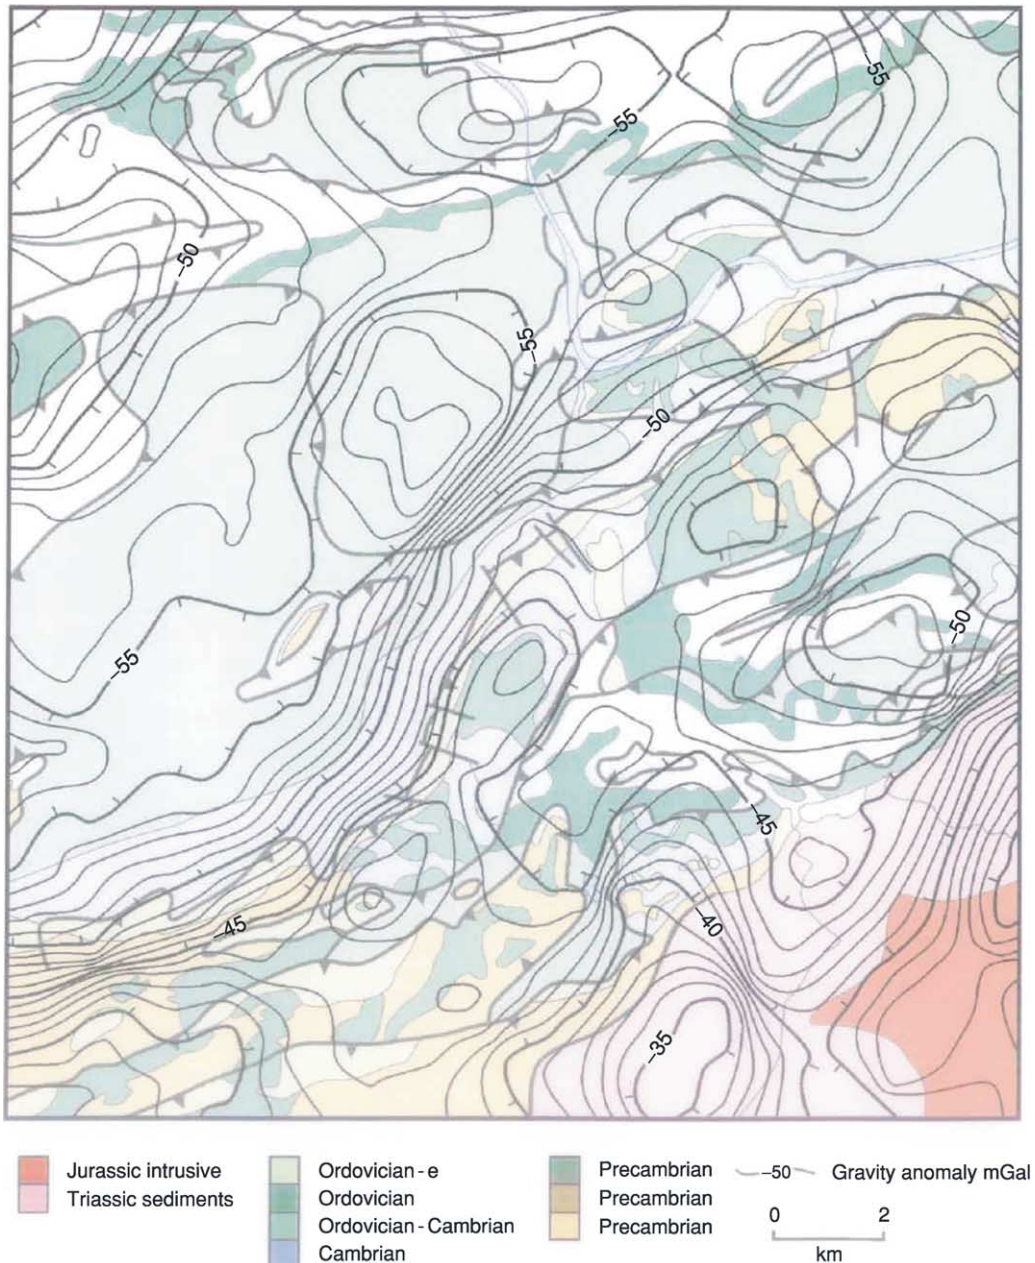 -55
-55
-50
-55
-50
-50
-55
-45
-45
-40
-35
Jurassic intrusive
Triassic sediments
Ordovician-e
Ordovician
Ordovician-Cambrian
Cambrian
Precambrian
Precambrian
Precambrian
-50 Gravity anomaly mGal
0 2
km